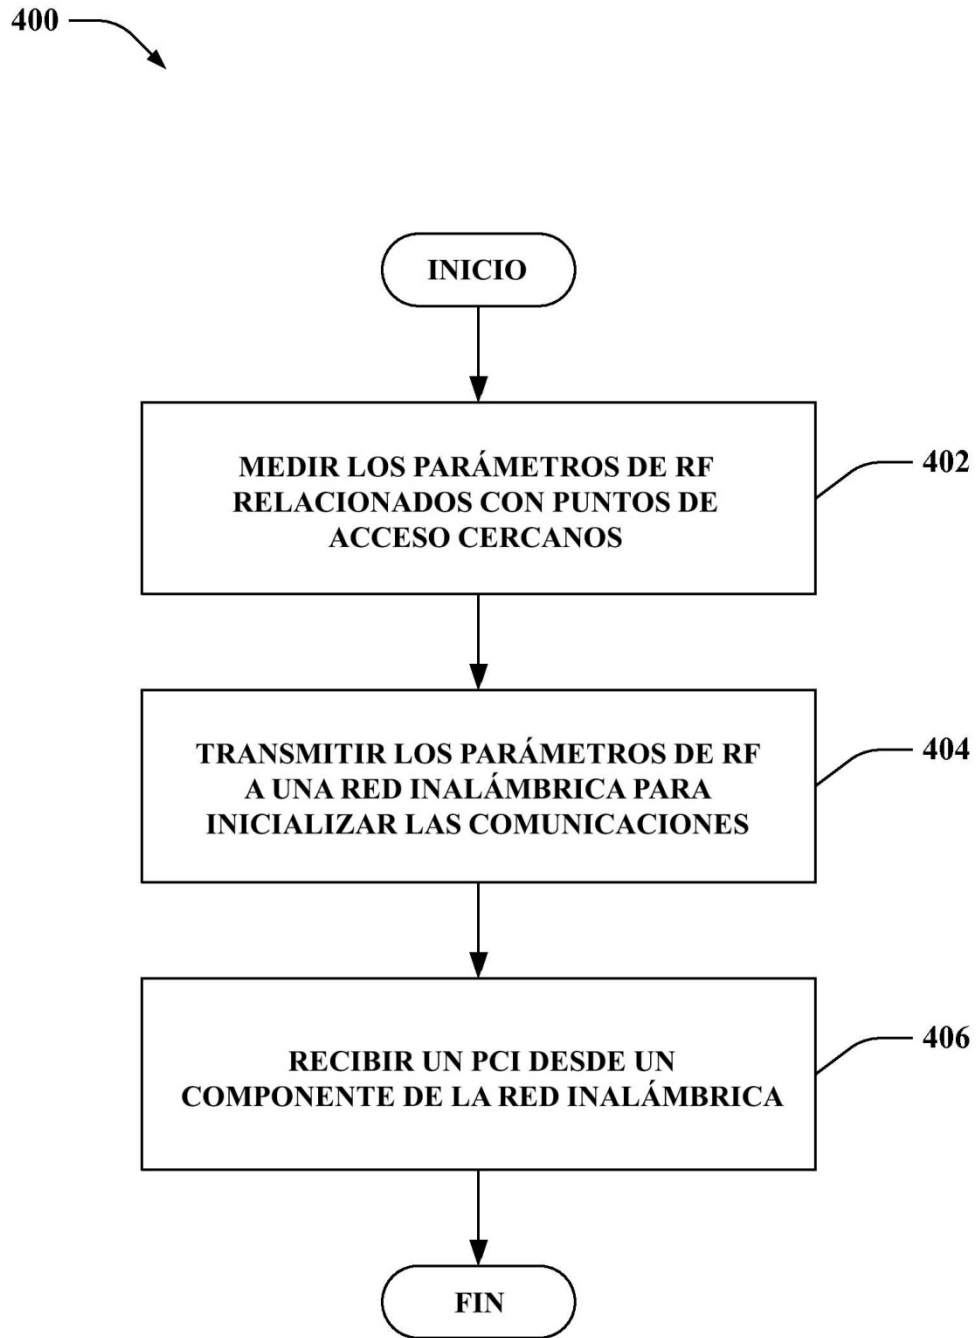 400
INICIO
MEDIR LOS PARÁMETROS DE RF
RELACIONADOS CON PUNTOS DE
ACCESO CERCANOS
402
TRANSMITIR LOS PARÁMETROS DE RF
A UNA RED INALÁMBRICA PARA
INICIALIZAR LAS COMUNICACIONES
404
RECIBIR UN PCI DESDE UN
COMPONENTE DE LA RED INALÁMBRICA
406
FIN